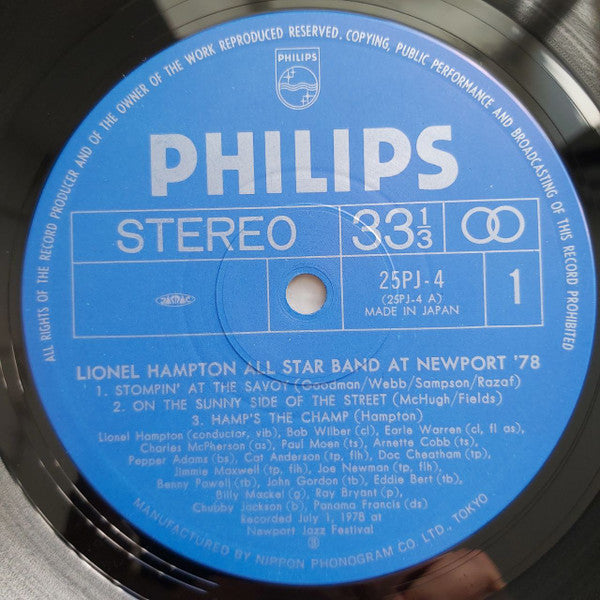 ALL RIGHTS OF THE RECORD PRODUCER AND OF THE OWNER OF THE WORK REPRODUCED RESERVED. COPYING, PUBLIC PERFORMANCE AND BROADCASTING OF THIS RECORD PROHIBITED
PHILIPS
PHILIPS
STEREO
33 1/3
25PJ-4
(25PJ-4 A)
MADE IN JAPAN
1
LIONEL HAMPTON ALL STAR BAND AT NEWPORT '78
1. STOMPIN' AT THE SAVOY (Goodman/Webb/Sampson/Razaf)
2. ON THE SUNNY SIDE OF THE STREET (McHugh/Fields)
3. HAMP'S THE CHAMP (Hampton)
Lionel Hampton (conductor, vib), Bob Wilber (cl), Earle Warren (cl, fl as),
Charles McPherson (as), Paul Moen (ts), Arnette Cobb (ts),
Pepper Adams (bs), Cat Anderson (tp, flh), Doc Cheatham (tp),
Jimmie Maxwell (tp, flh), Joe Newman (tp, flh),
Benny Powell (tb), John Gordon (tb), Eddie Bert (tb),
Billy Mackel (g), Ray Bryant (p),
Chubby Jackson (b), Panama Francis (ds)
Recorded July 1, 1978 at
Newport Jazz Festival
MANUFACTURED BY NIPPON PHONOGRAM CO. LTD. TOKYO